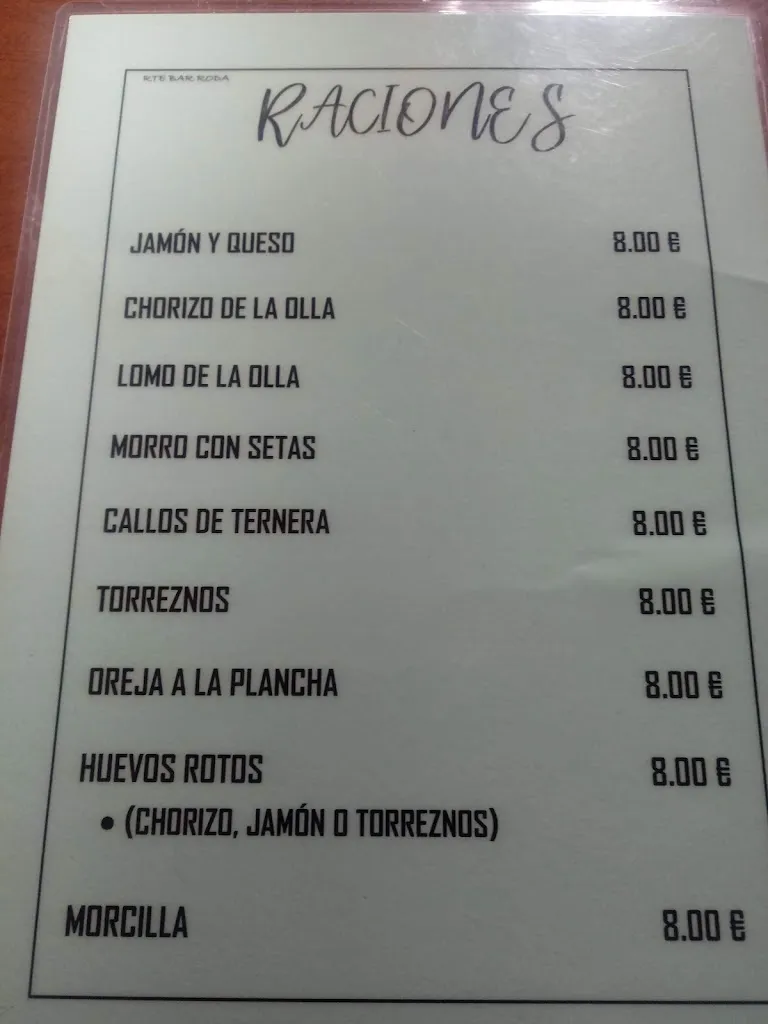 RTE BAR RODA
RACIONES
JAMÓN Y QUESO 8.00 €
CHORIZO DE LA OLLA 8.00 €
LOMO DE LA OLLA 8.00 €
MORRO CON SETAS 8.00 €
CALLOS DE TERNERA 8.00 €
TORREZNOS 8.00 €
OREJA A LA PLANCHA 8.00 €
HUEVOS ROTOS 8.00 €
• (CHORIZO, JAMÓN O TORREZNOS)
MORCILLA 8.00 €